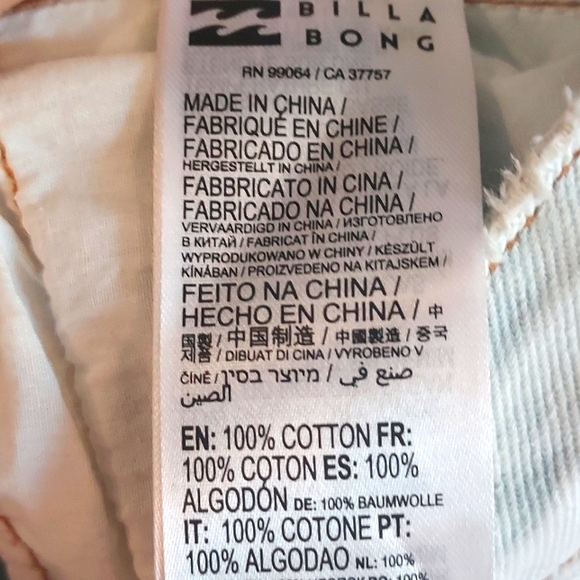 BILLA
BONG
RN 99064 / CA 37757
MADE IN CHINA /
FABRIQUÉ EN CHINE /
FABRICADO EN CHINA /
HERGESTELLT IN CHINA /
FABBRICATO IN CINA /
FABRICADO NA CHINA /
VERVAARDIGD IN CHINA / ИЗГОТОВЛЕНО
В КИТАЙ / FABRICAT ÎN CHINA /
WYPRODUKOWANO W CHINY / KÉSZÜLT
KÍNÁBAN / PROIZVEDENO NA KITAJSKEM /
FEITO NA CHINA /
HECHO EN CHINA / 中
国製 / 中国制造 / 中國製造 / 중국
제품 / DIBUAT DI CINA / VYROBENO V
ČÍNĚ / מיוצר בסין / صنع في
الصين
EN: 100% COTTON FR:
100% COTON ES: 100%
ALGODÓN DE: 100% BAUMWOLLE
IT: 100% COTONE PT:
100% ALGODAO NL: 100%
100%